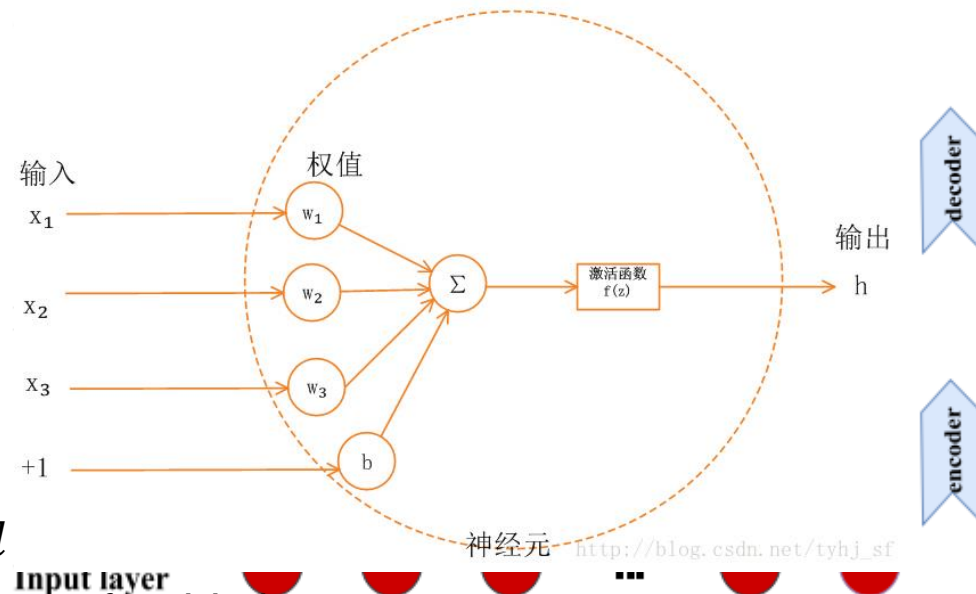 输入
权值
x₁
w₁
x₂
w₂
x₃
w₃
+1
b
Σ
激活函数
f(z)
输出
h
神经元
http://blog.csdn.net/tyhj_sf
decoder
encoder
Input layer
...